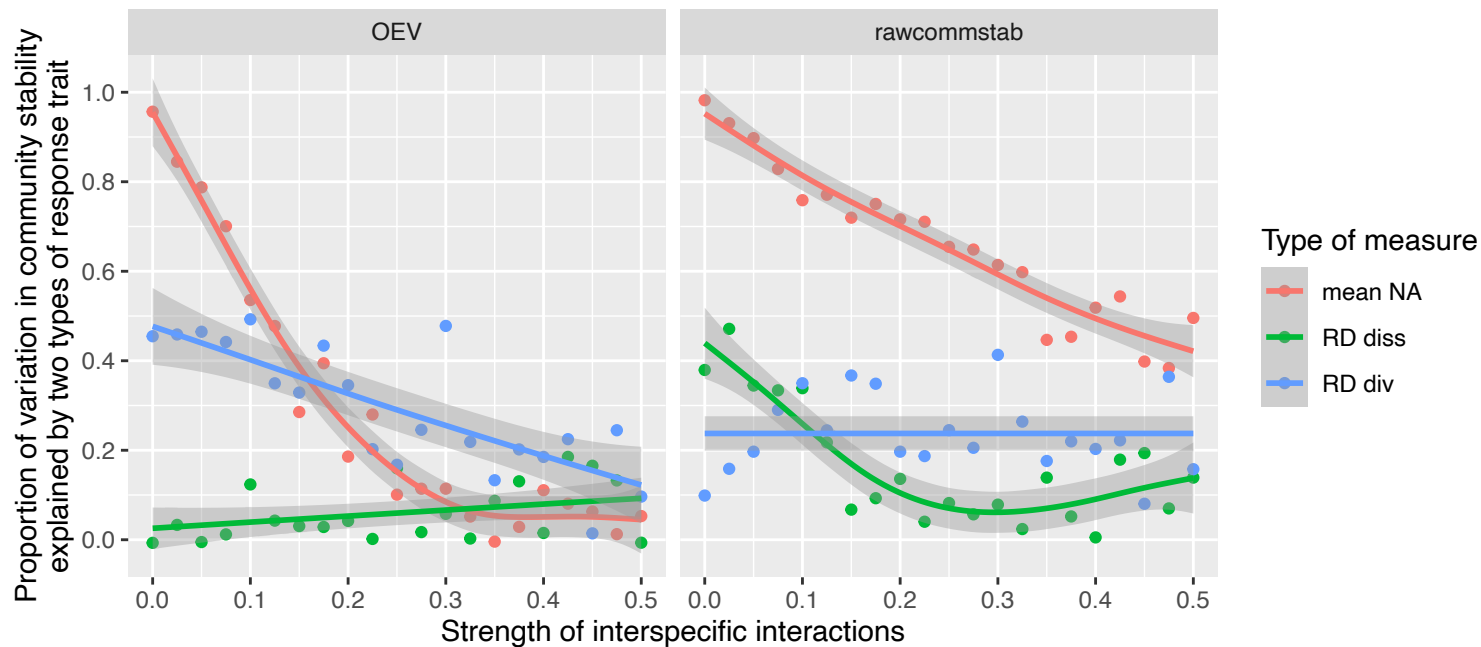 OEV
rawcommstab
Proportion of variation in community stability
explained by two types of response trait
1.0
0.8
0.6
0.4
0.2
0.0
0.0 0.1 0.2 0.3 0.4 0.5
0.0 0.1 0.2 0.3 0.4 0.5
Strength of interspecific interactions
Type of measure
mean NA
RD diss
RD div